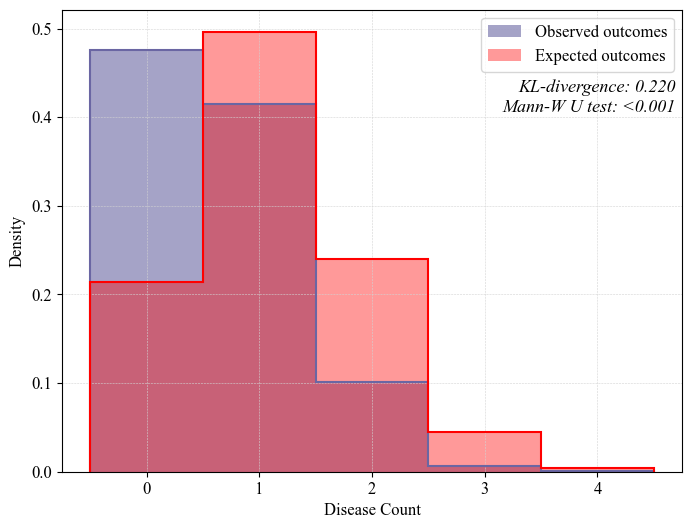 Observed outcomes
Expected outcomes
KL-divergence: 0.220
Mann-W U test: <0.001
Density
0.5
0.4
0.3
0.2
0.1
0.0
0 1 2 3 4
Disease Count